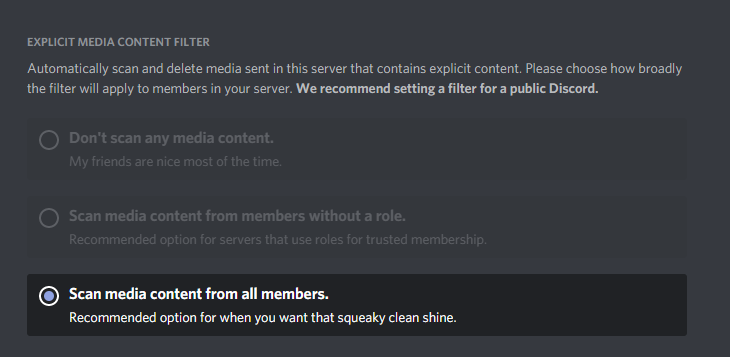 EXPLICIT MEDIA CONTENT FILTER
Automatically scan and delete media sent in this server that contains explicit content. Please choose how broadly
the filter will apply to members in your server. We recommend setting a filter for a public Discord.
Don't scan any media content.
My friends are nice most of the time.
Scan media content from members without a role.
Recommended option for servers that use roles for trusted membership.
Scan media content from all members.
Recommended option for when you want that squeaky clean shine.